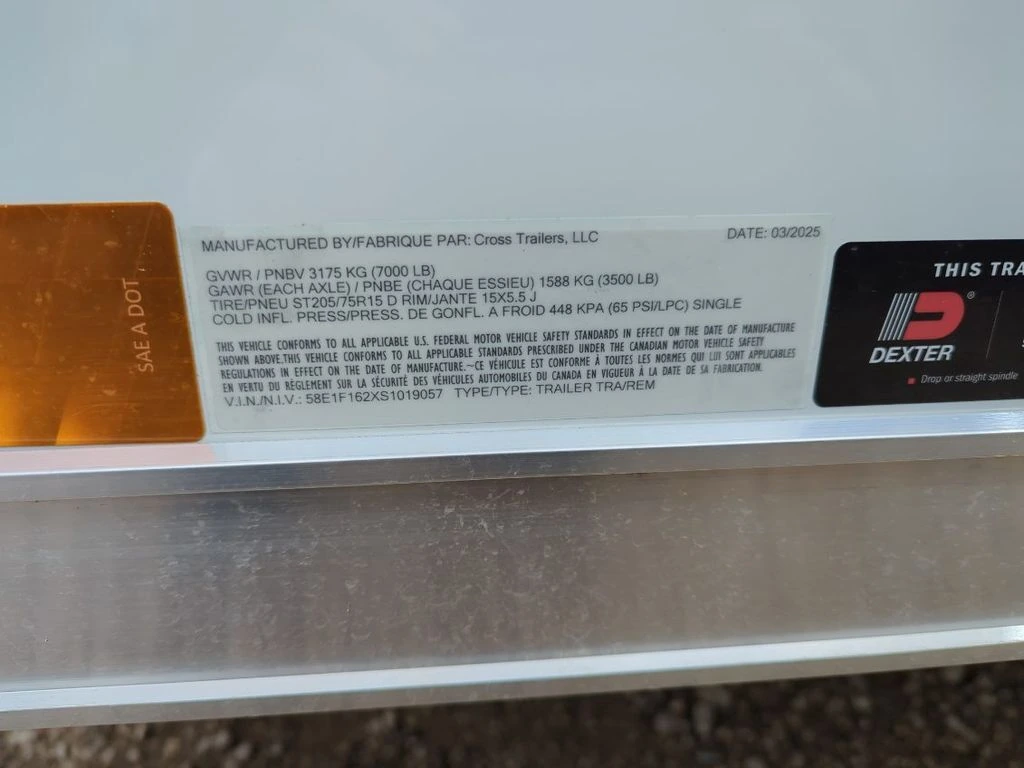 SAE A DOT
MANUFACTURED BY/FABRIQUE PAR: Cross Trailers, LLC DATE: 03/2025
GVWR / PNBV 3175 KG (7000 LB)
GAWR (EACH AXLE) / PNBE (CHAQUE ESSIEU) 1588 KG (3500 LB)
TIRE/PNEU ST205/75R15 D RIM/JANTE 15X5.5 J
COLD INFL. PRESS/PRESS. DE GONFL. A FROID 448 KPA (65 PSI/LPC) SINGLE
THIS VEHICLE CONFORMS TO ALL APPLICABLE U.S. FEDERAL MOTOR VEHICLE SAFETY STANDARDS IN EFFECT ON THE DATE OF MANUFACTURE
SHOWN ABOVE.THIS VEHICLE CONFORMS TO ALL APPLICABLE STANDARDS PRESCRIBED UNDER THE CANADIAN MOTOR VEHICLE SAFETY
REGULATIONS IN EFFECT ON THE DATE OF MANUFACTURE.~CE VÉHICULE EST CONFORME À TOUTES LES NORMES QUI LUI SONT APPLICABLES
EN VERTU DU RÈGLEMENT SUR LA SÉCURITÉ DES VÉHICULES AUTOMOBILES DU CANADA EN VIGUEUR À LA DATE DE SA FABRICATION.
V.I.N./N.I.V.: 58E1F162XS1019057 TYPE/TYPE: TRAILER TRA/REM
THIS TRA
DEXTER ®
Drop or straight spindle